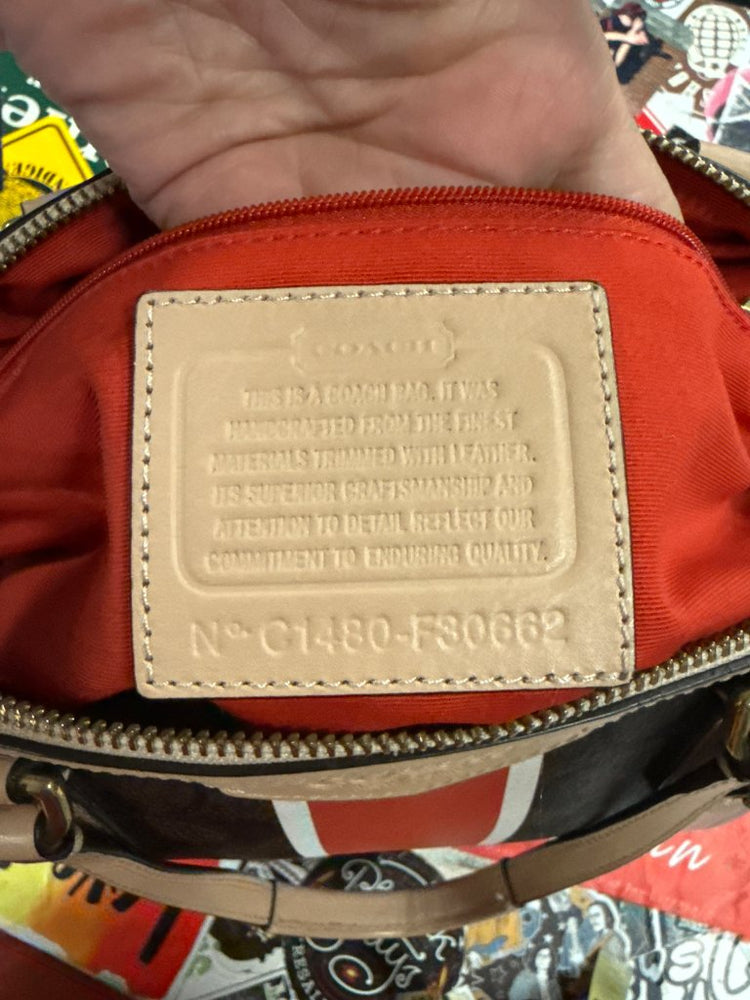 COACH
THIS IS A COACH BAG. IT WAS
HANDCRAFTED FROM THE FINEST
MATERIALS TRIMMED WITH LEATHER.
ITS SUPERIOR CRAFTSMANSHIP AND
ATTENTION TO DETAIL REFLECT OUR
COMMITMENT TO ENDURING QUALITY.
Nº C1480-F30662